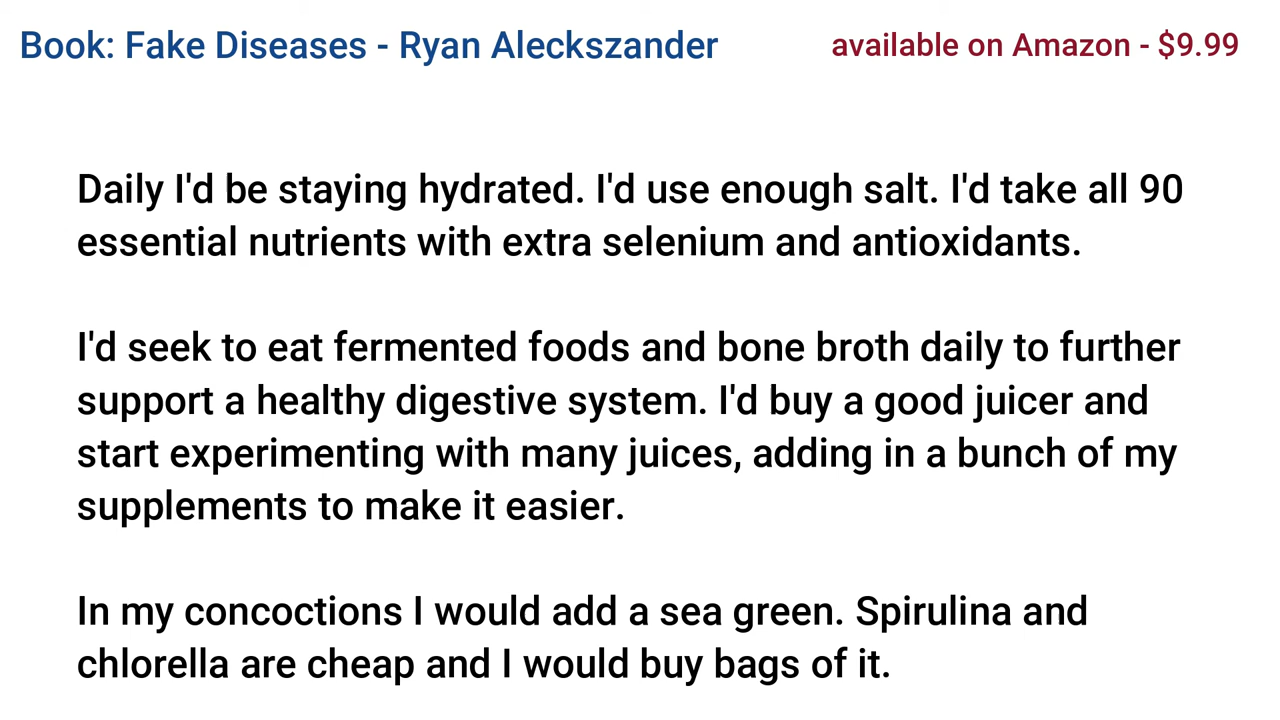 Book: Fake Diseases - Ryan Aleckszander
available on Amazon - $9.99
Daily I'd be staying hydrated. I'd use enough salt. I'd take all 90
essential nutrients with extra selenium and antioxidants.
I'd seek to eat fermented foods and bone broth daily to further
support a healthy digestive system. I'd buy a good juicer and
start experimenting with many juices, adding in a bunch of my
supplements to make it easier.
In my concoctions I would add a sea green. Spirulina and
chlorella are cheap and I would buy bags of it.